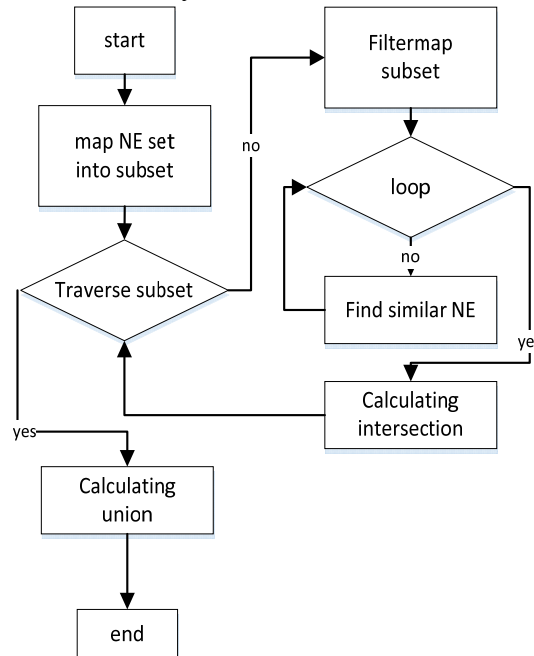 start
map NE set
into subset
Traverse subset
no
Filtermap
subset
loop
no
Find similar NE
ye
Calculating
intersection
yes
Calculating
union
end